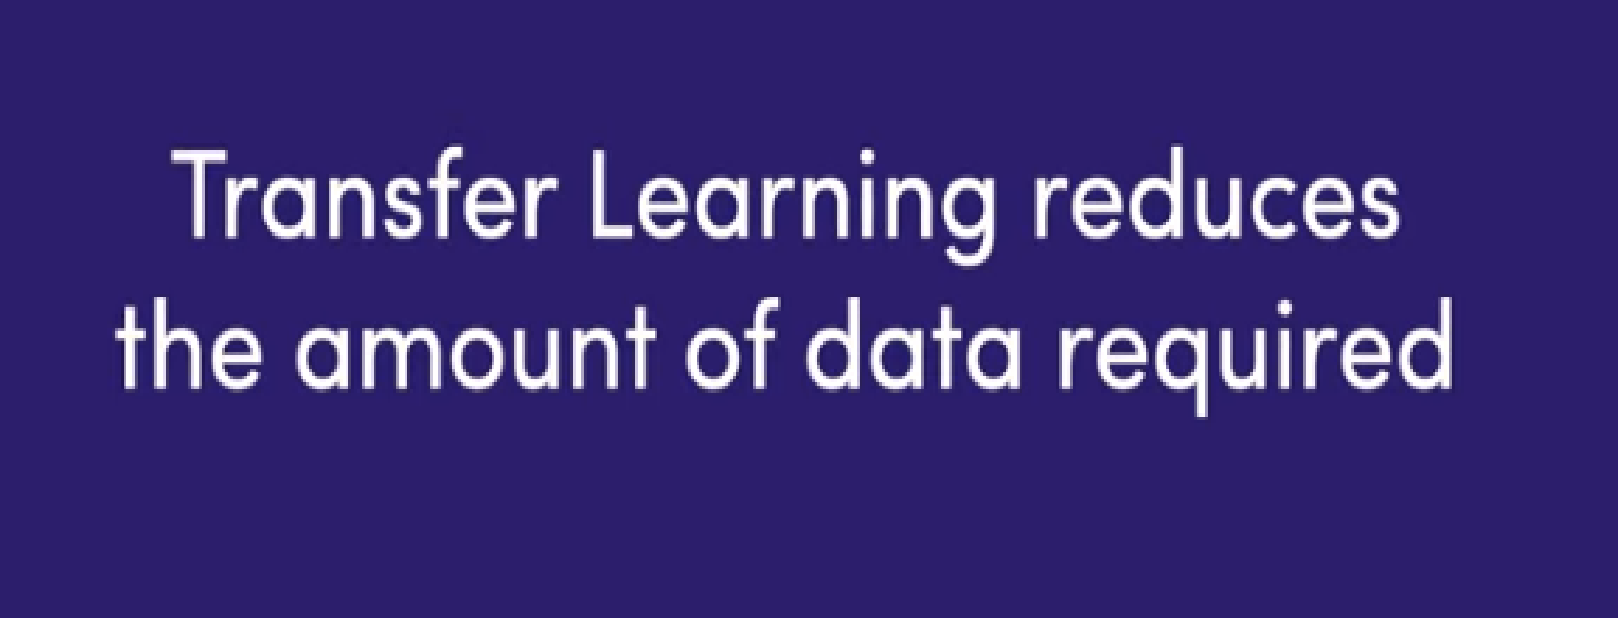 Transfer Learning reduces
the amount of data required